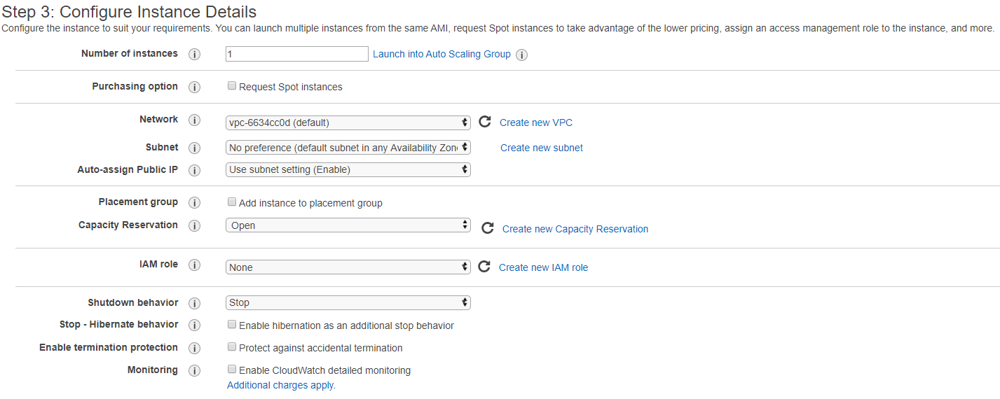 Step 3: Configure Instance Details
Configure the instance to suit your requirements. You can launch multiple instances from the same AMI, request Spot instances to take advantage of the lower pricing, assign an access management role to the instance, and more.
Number of instances i 1 Launch into Auto Scaling Group i
Purchasing option i Request Spot instances
Network i vpc-6634cc0d (default) Create new VPC
Subnet i No preference (default subnet in any Availability Zon Create new subnet
Auto-assign Public IP i Use subnet setting (Enable)
Placement group i Add instance to placement group
Capacity Reservation i Open Create new Capacity Reservation
IAM role i None Create new IAM role
Shutdown behavior i Stop
Stop - Hibernate behavior i Enable hibernation as an additional stop behavior
Enable termination protection i Protect against accidental termination
Monitoring i Enable CloudWatch detailed monitoring
Additional charges apply.